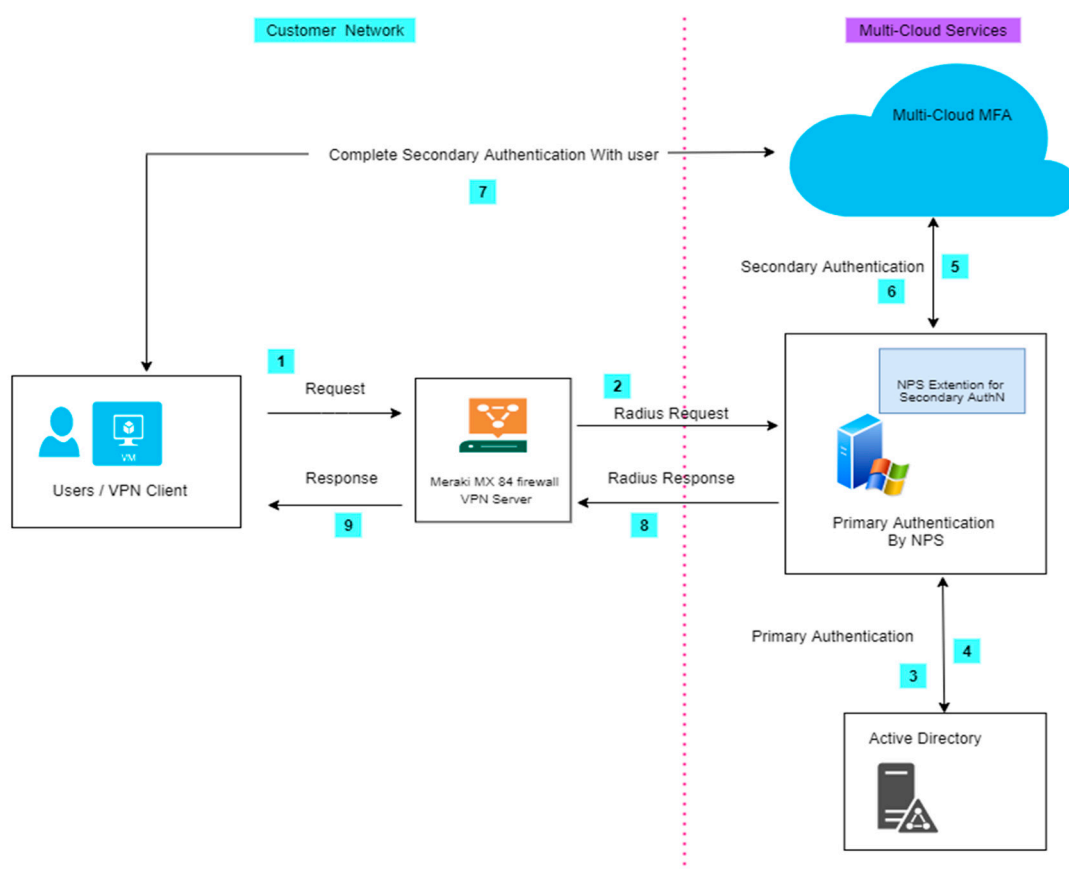 Customer Network
Multi-Cloud Services
Multi-Cloud MFA
Complete Secondary Authentication With user
7
Secondary Authentication
5
6
1
Request
2
Radius Request
NPS Extention for
Secondary AuthN
VM
Users / VPN Client
Meraki MX 84 firewall
VPN Server
Response
9
Radius Response
8
Primary Authentication
By NPS
Primary Authentication
4
3
Active Directory